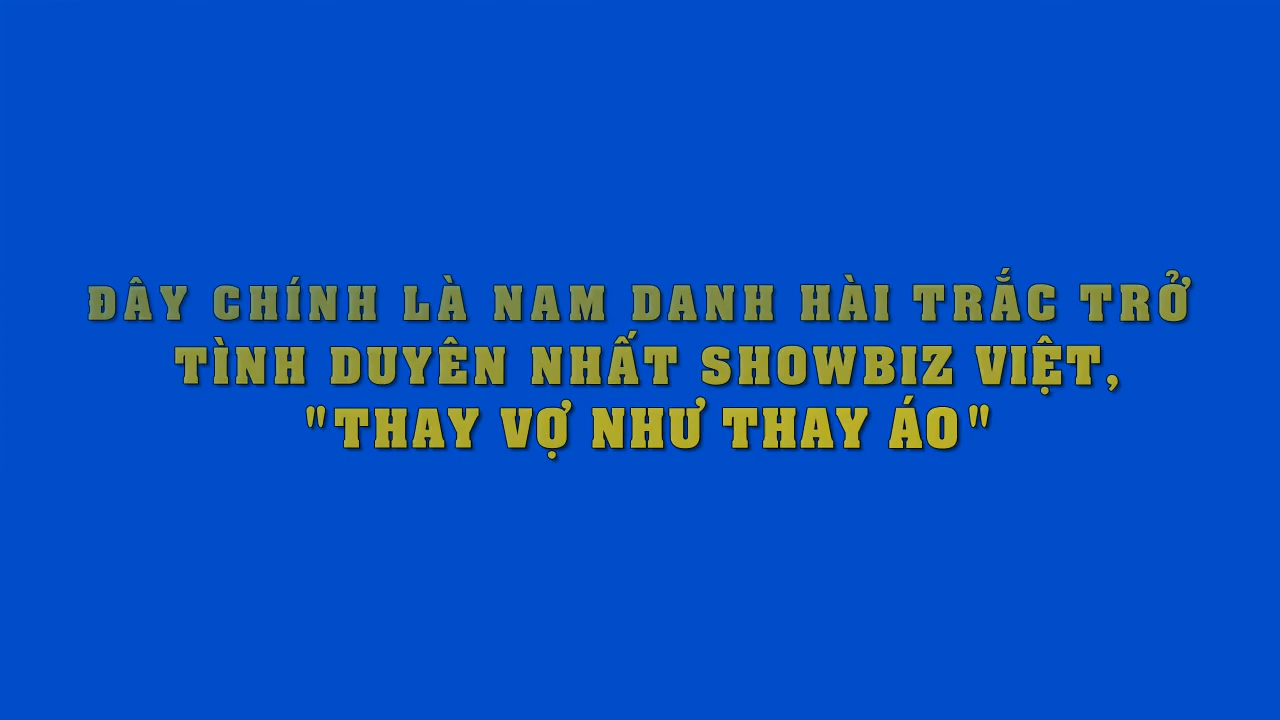 ĐÂY CHÍNH LÀ NAM DANH HÀI TRẮC TRỞ
TÌNH DUYÊN NHẤT SHOWBIZ VIỆT,
"THAY VỢ NHƯ THAY ÁO"